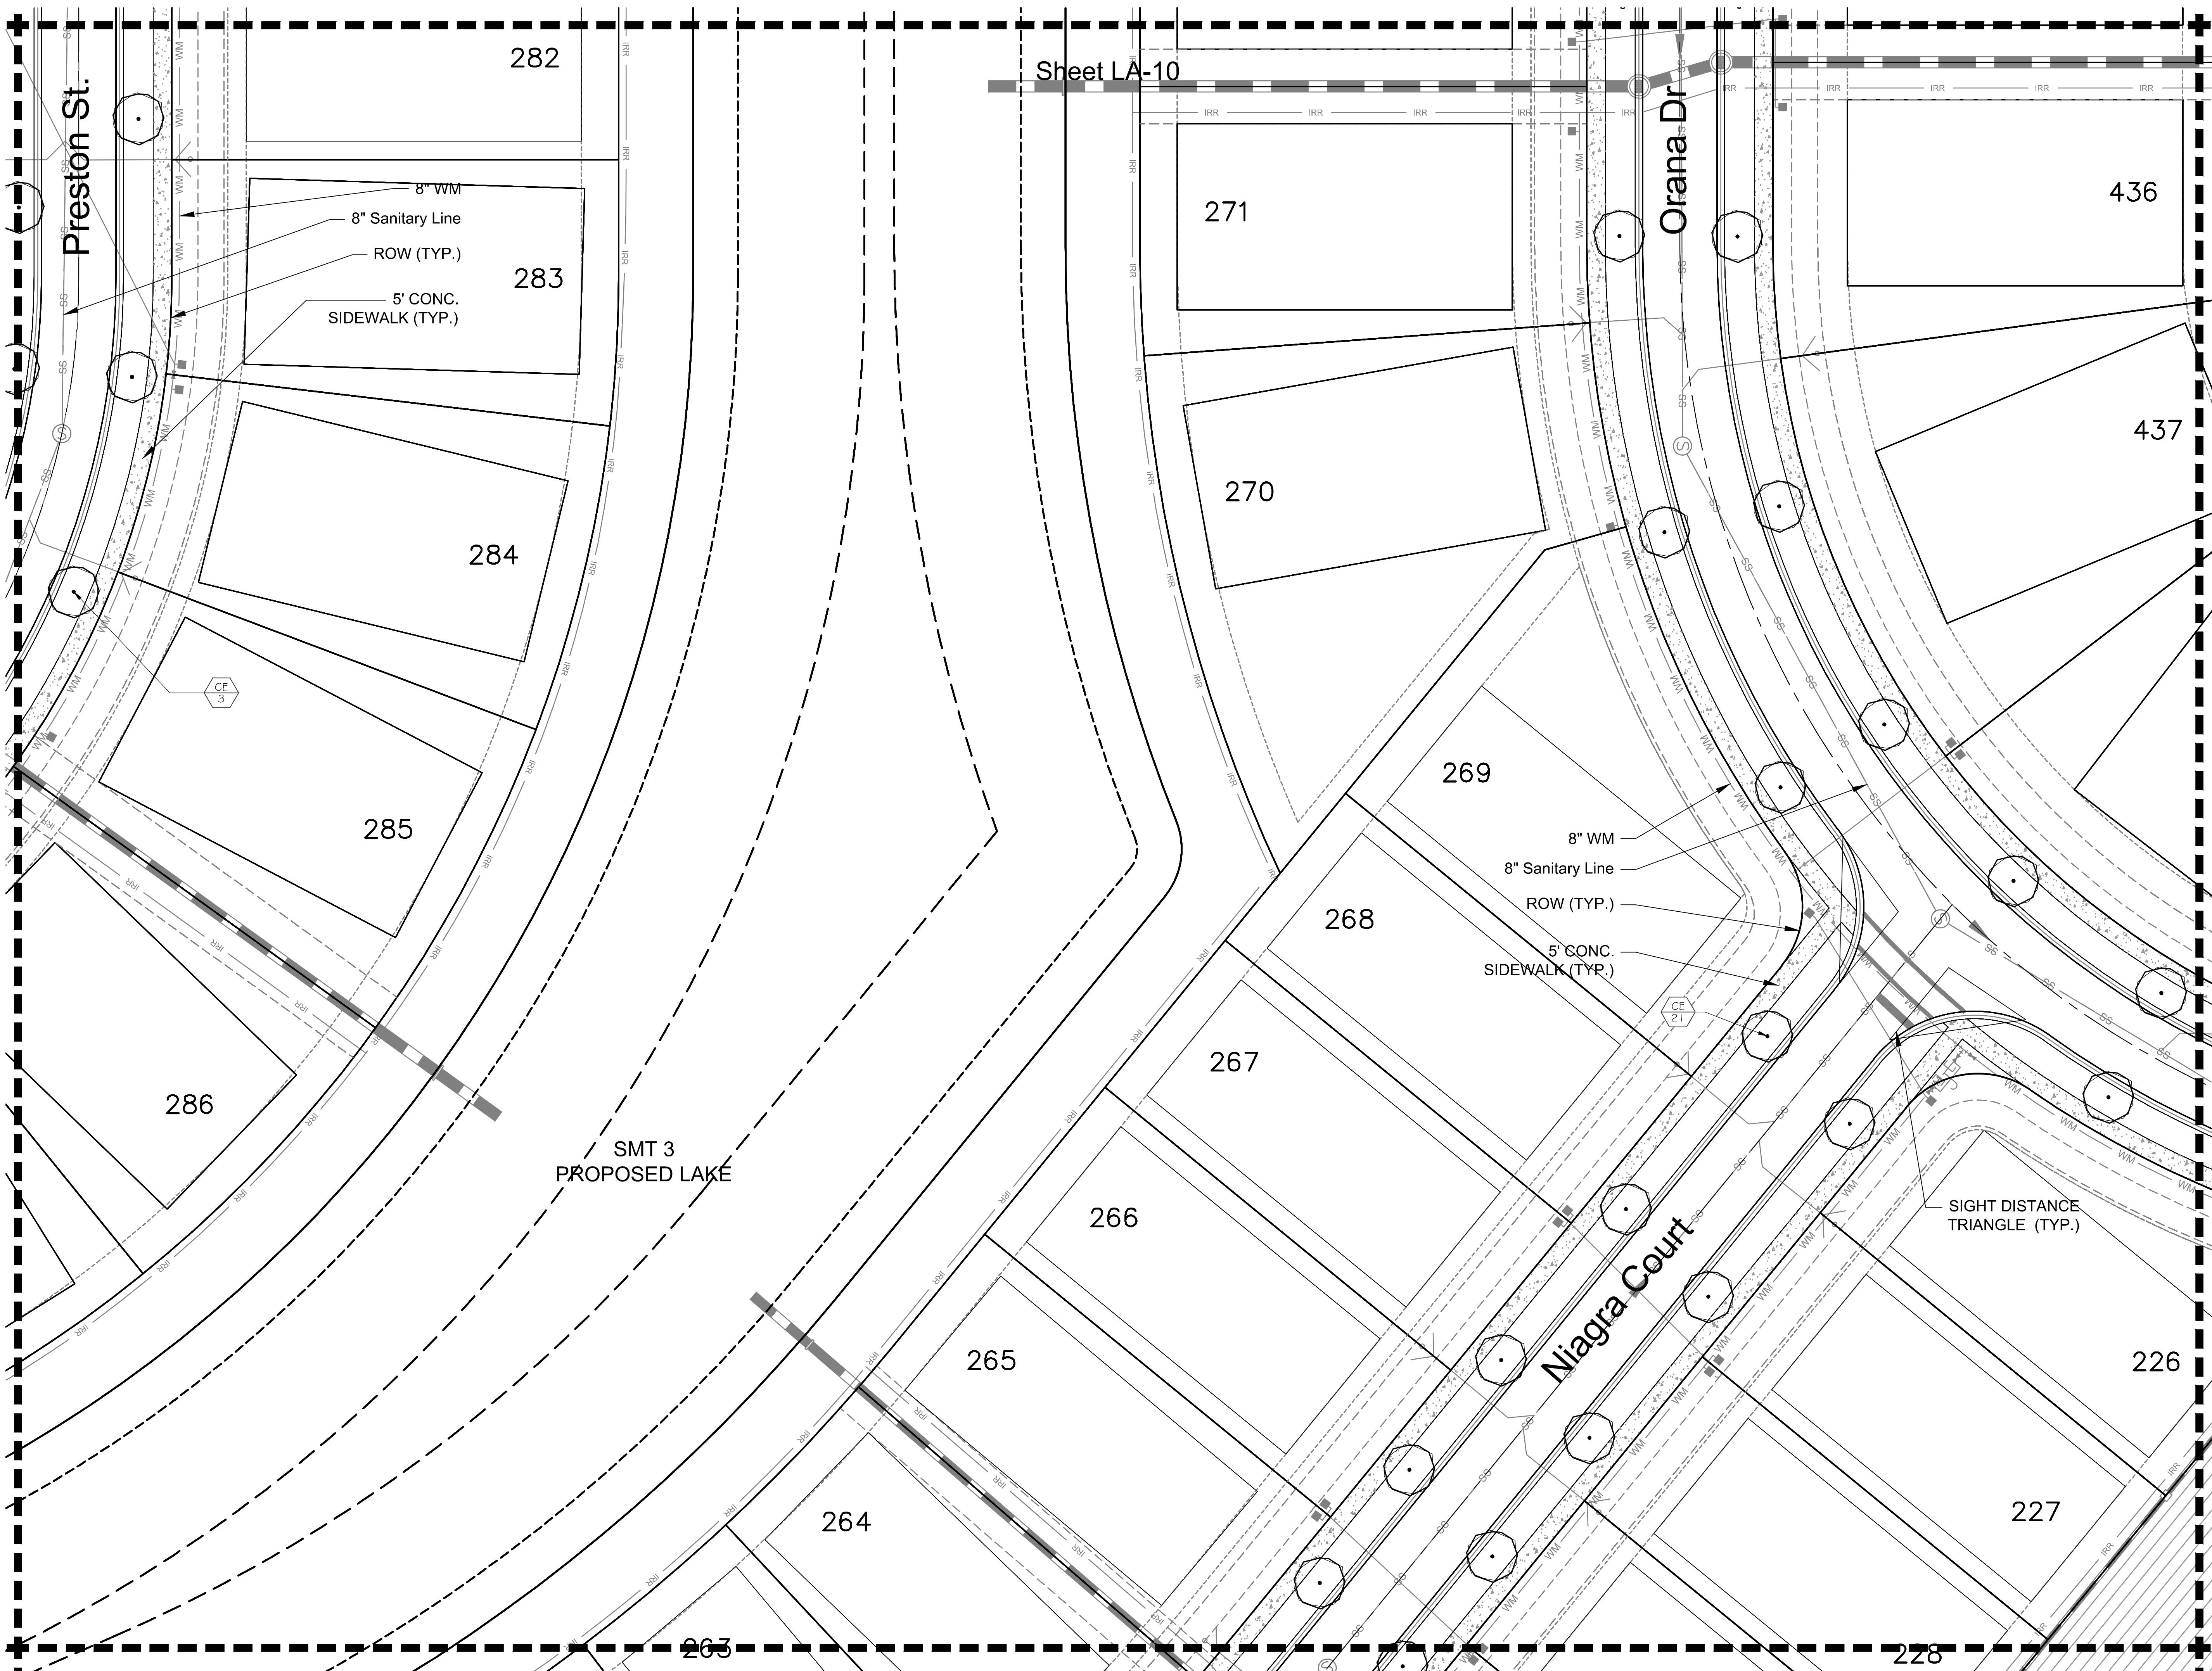 282
Sheet LA-10
Preston St.
Orana Dr
8" WM
8" Sanitary Line
ROW (TYP.)
5' CONC.
SIDEWALK (TYP.)
283
271
436
437
284
270
CE
3
285
269
8" WM
8" Sanitary Line
ROW (TYP.)
5' CONC.
SIDEWALK (TYP.)
268
CE
21
267
286
SMT 3
PROPOSED LAKE
266
SIGHT DISTANCE
TRIANGLE (TYP.)
Niagra Court
265
226
264
227
263
228
WM
SS
IRR
S